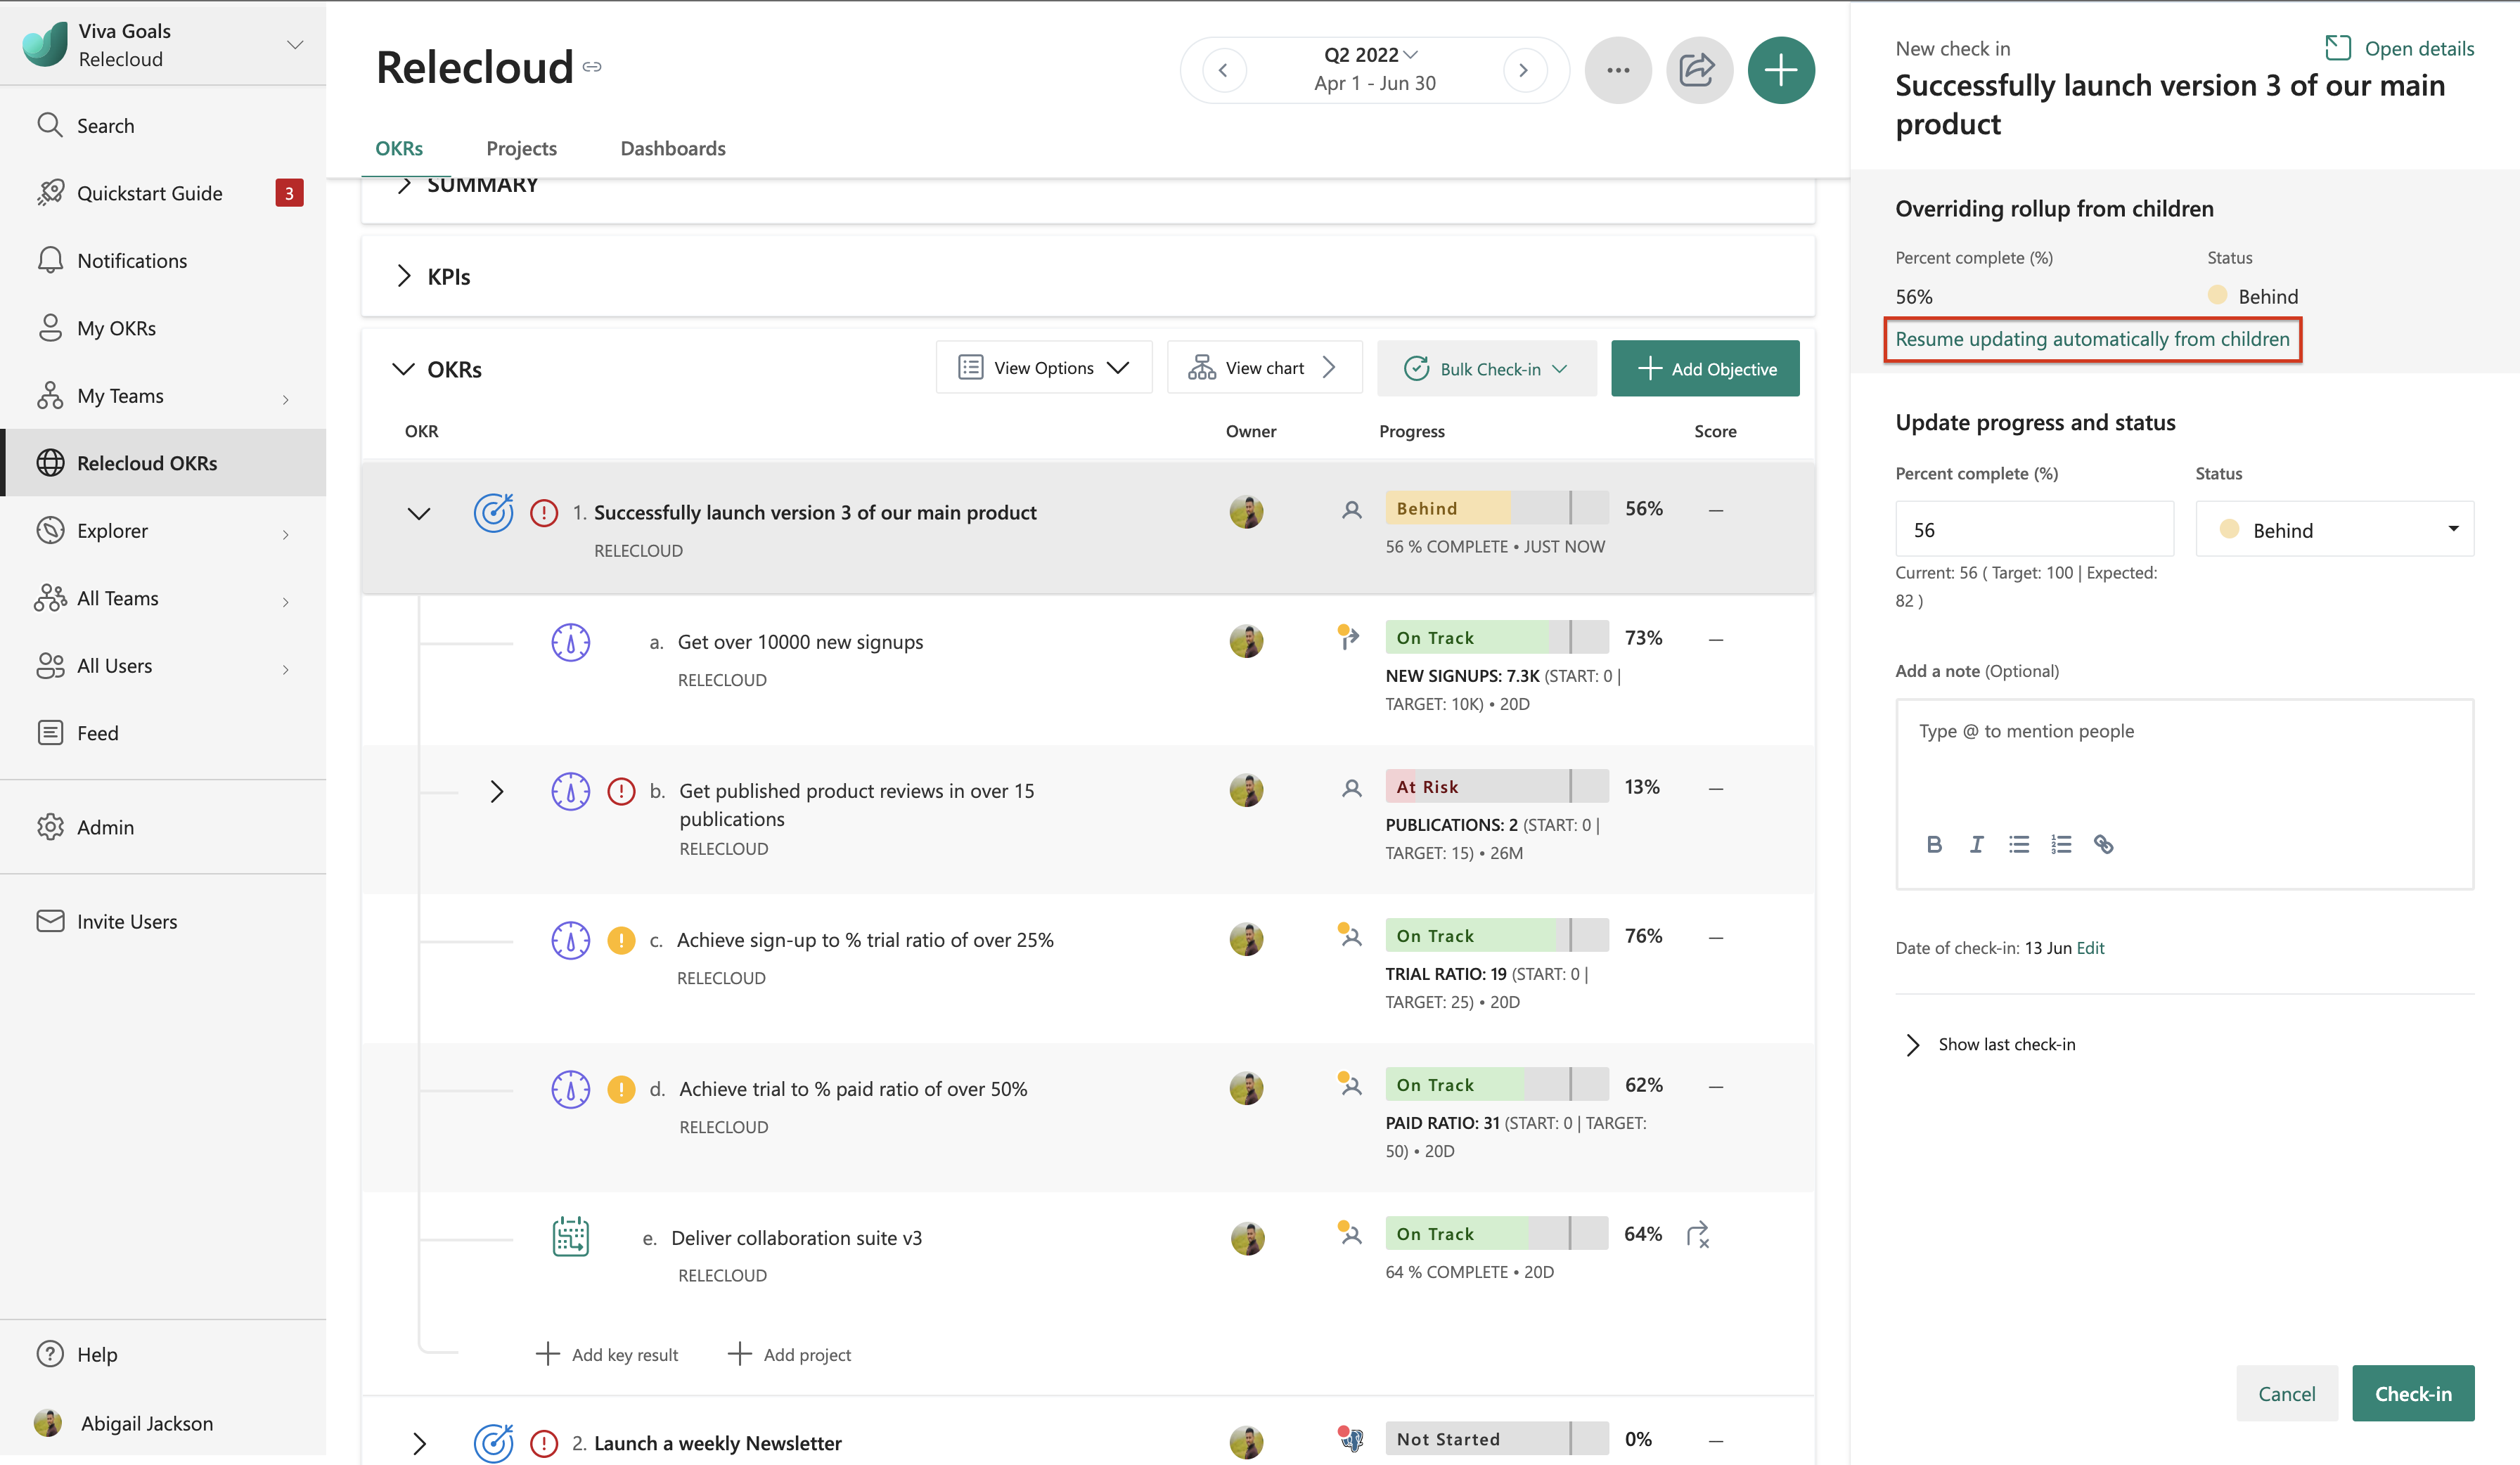 Viva Goals
Relecloud
Search
Quickstart Guide 3
Notifications
My OKRs
My Teams
Relecloud OKRs
Explorer
All Teams
All Users
Feed
Admin
Invite Users
Help
Abigail Jackson
Relecloud
Q2 2022
Apr 1 - Jun 30
OKRs Projects Dashboards
SUMMARY
KPIs
OKRs
View Options
View chart
Bulk Check-in
Add Objective
OKR Owner Progress Score
1. Successfully launch version 3 of our main product
RELECLOUD
Behind 56% —
56 % COMPLETE • JUST NOW
a. Get over 10000 new signups
RELECLOUD
On Track 73% —
NEW SIGNUPS: 7.3K (START: 0 |
TARGET: 10K) • 20D
b. Get published product reviews in over 15
publications
RELECLOUD
At Risk 13% —
PUBLICATIONS: 2 (START: 0 |
TARGET: 15) • 26M
c. Achieve sign-up to % trial ratio of over 25%
RELECLOUD
On Track 76% —
TRIAL RATIO: 19 (START: 0 |
TARGET: 25) • 20D
d. Achieve trial to % paid ratio of over 50%
RELECLOUD
On Track 62% —
PAID RATIO: 31 (START: 0 | TARGET:
50) • 20D
e. Deliver collaboration suite v3
RELECLOUD
On Track 64%
64 % COMPLETE • 20D
Add key result Add project
2. Launch a weekly Newsletter
Not Started 0% —
New check in
Open details
Successfully launch version 3 of our main
product
Overriding rollup from children
Percent complete (%) Status
56% Behind
Resume updating automatically from children
Update progress and status
Percent complete (%) Status
56 Behind
Current: 56 ( Target: 100 | Expected:
82 )
Add a note (Optional)
Type @ to mention people
B I
Date of check-in: 13 Jun Edit
Show last check-in
Cancel Check-in